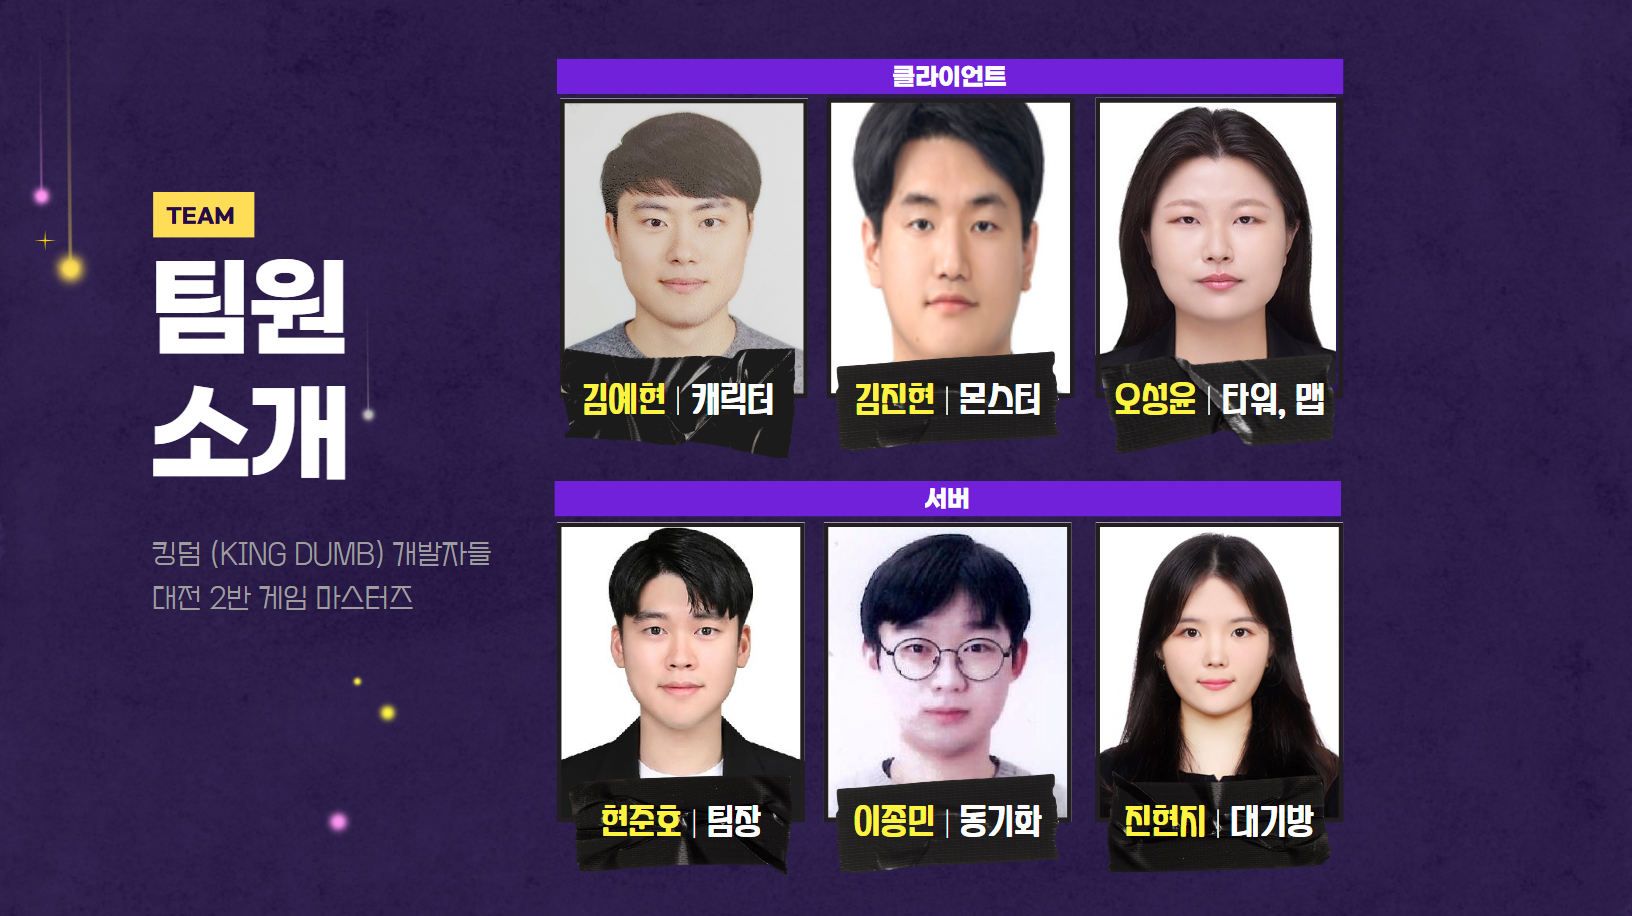 TEAM
팀원
소개
킹덤 (KING DUMB) 개발자들
대전 2반 게임 마스터즈
클라이언트
김예현 | 캐릭터
김진현 | 몬스터
오성윤 | 타워, 맵
서버
현준호 | 팀장
이종민 | 동기화
진현지 | 대기방